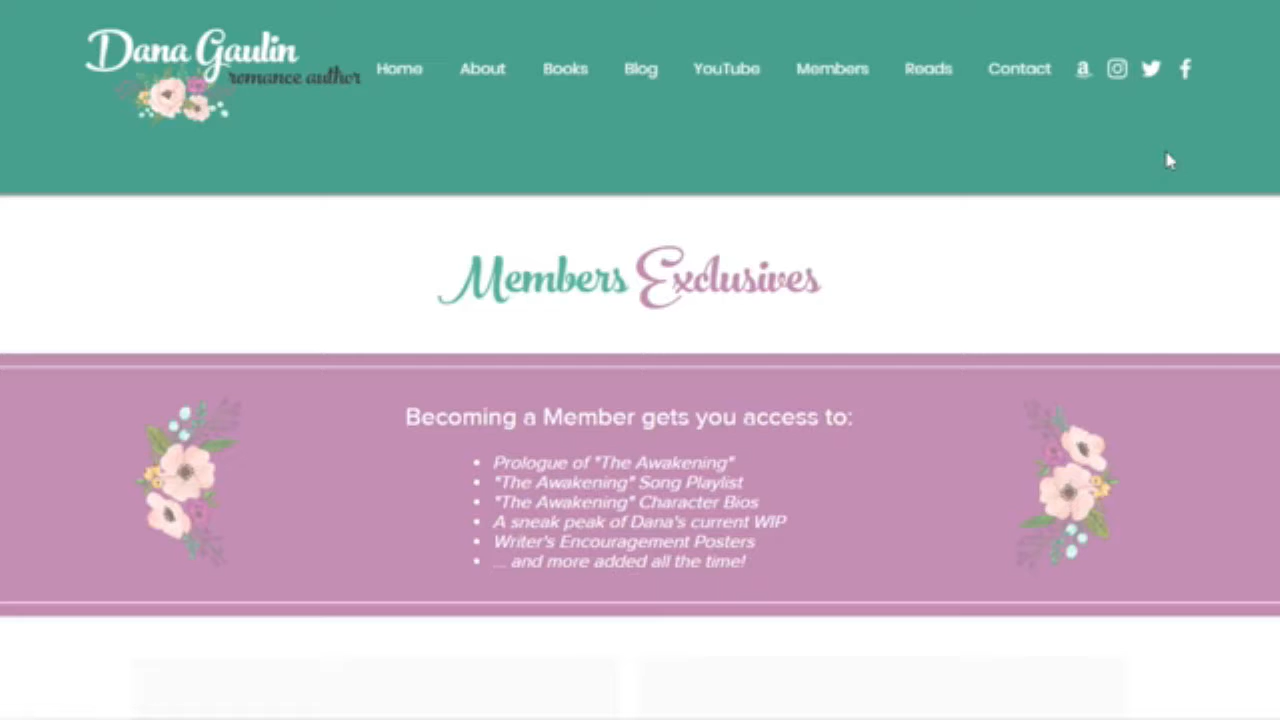 Dana Gaulin
romance author
Home About Books Blog YouTube Members Reads Contact
Members Exclusives
Becoming a Member gets you access to:
• Prologue of "The Awakening"
• "The Awakening" Song Playlist
• "The Awakening" Character Bios
• A sneak peak of Dana's current WIP
• Writer's Encouragement Posters
• ... and more added all the time!